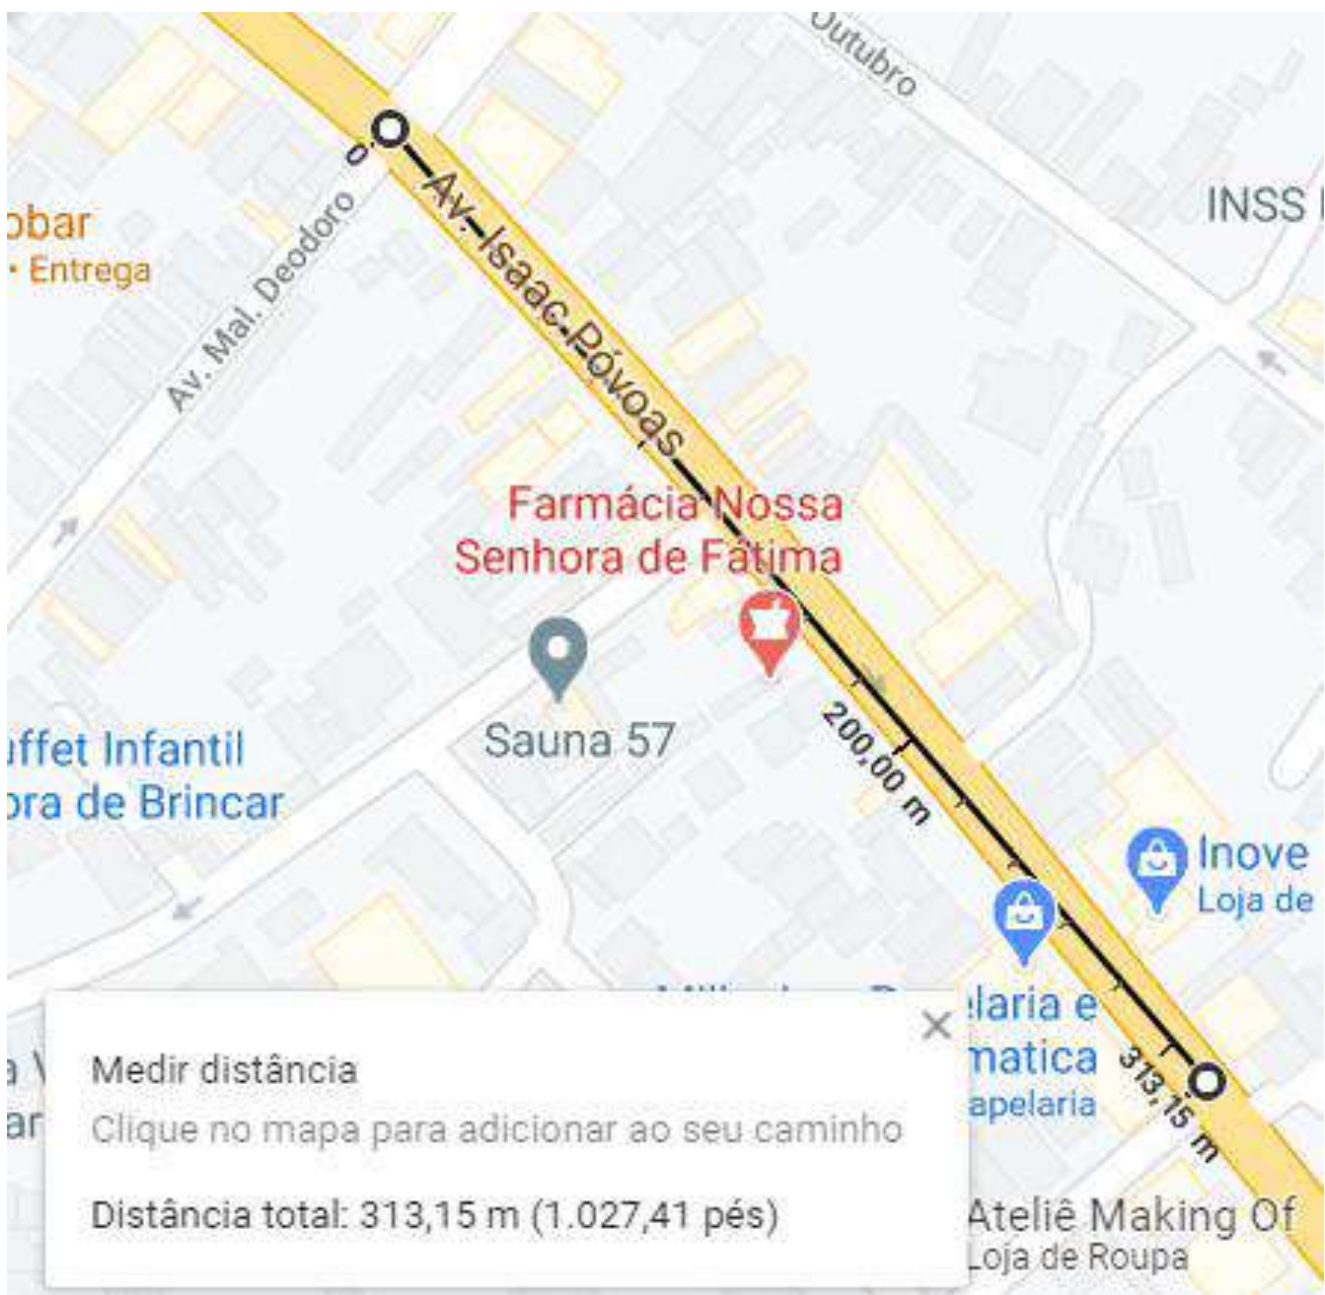 Outubro
INSS
obar
· Entrega
Av. Mal. Deodoro
0
Av. Isaac Póvoas
Farmácia Nossa
Senhora de Fátima
Sauna 57
200,00 m
uffet Infantil
ora de Brincar
Inove
Loja de
elaria e
matica
apelaria
313,15 m
Medir distância
Clique no mapa para adicionar ao seu caminho
Distância total: 313,15 m (1.027,41 pés)
Ateliê Making Of
Loja de Roupa